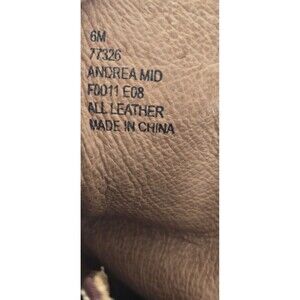 6M
77326
ANDREA MID
F0011 E08
ALL LEATHER
MADE IN CHINA